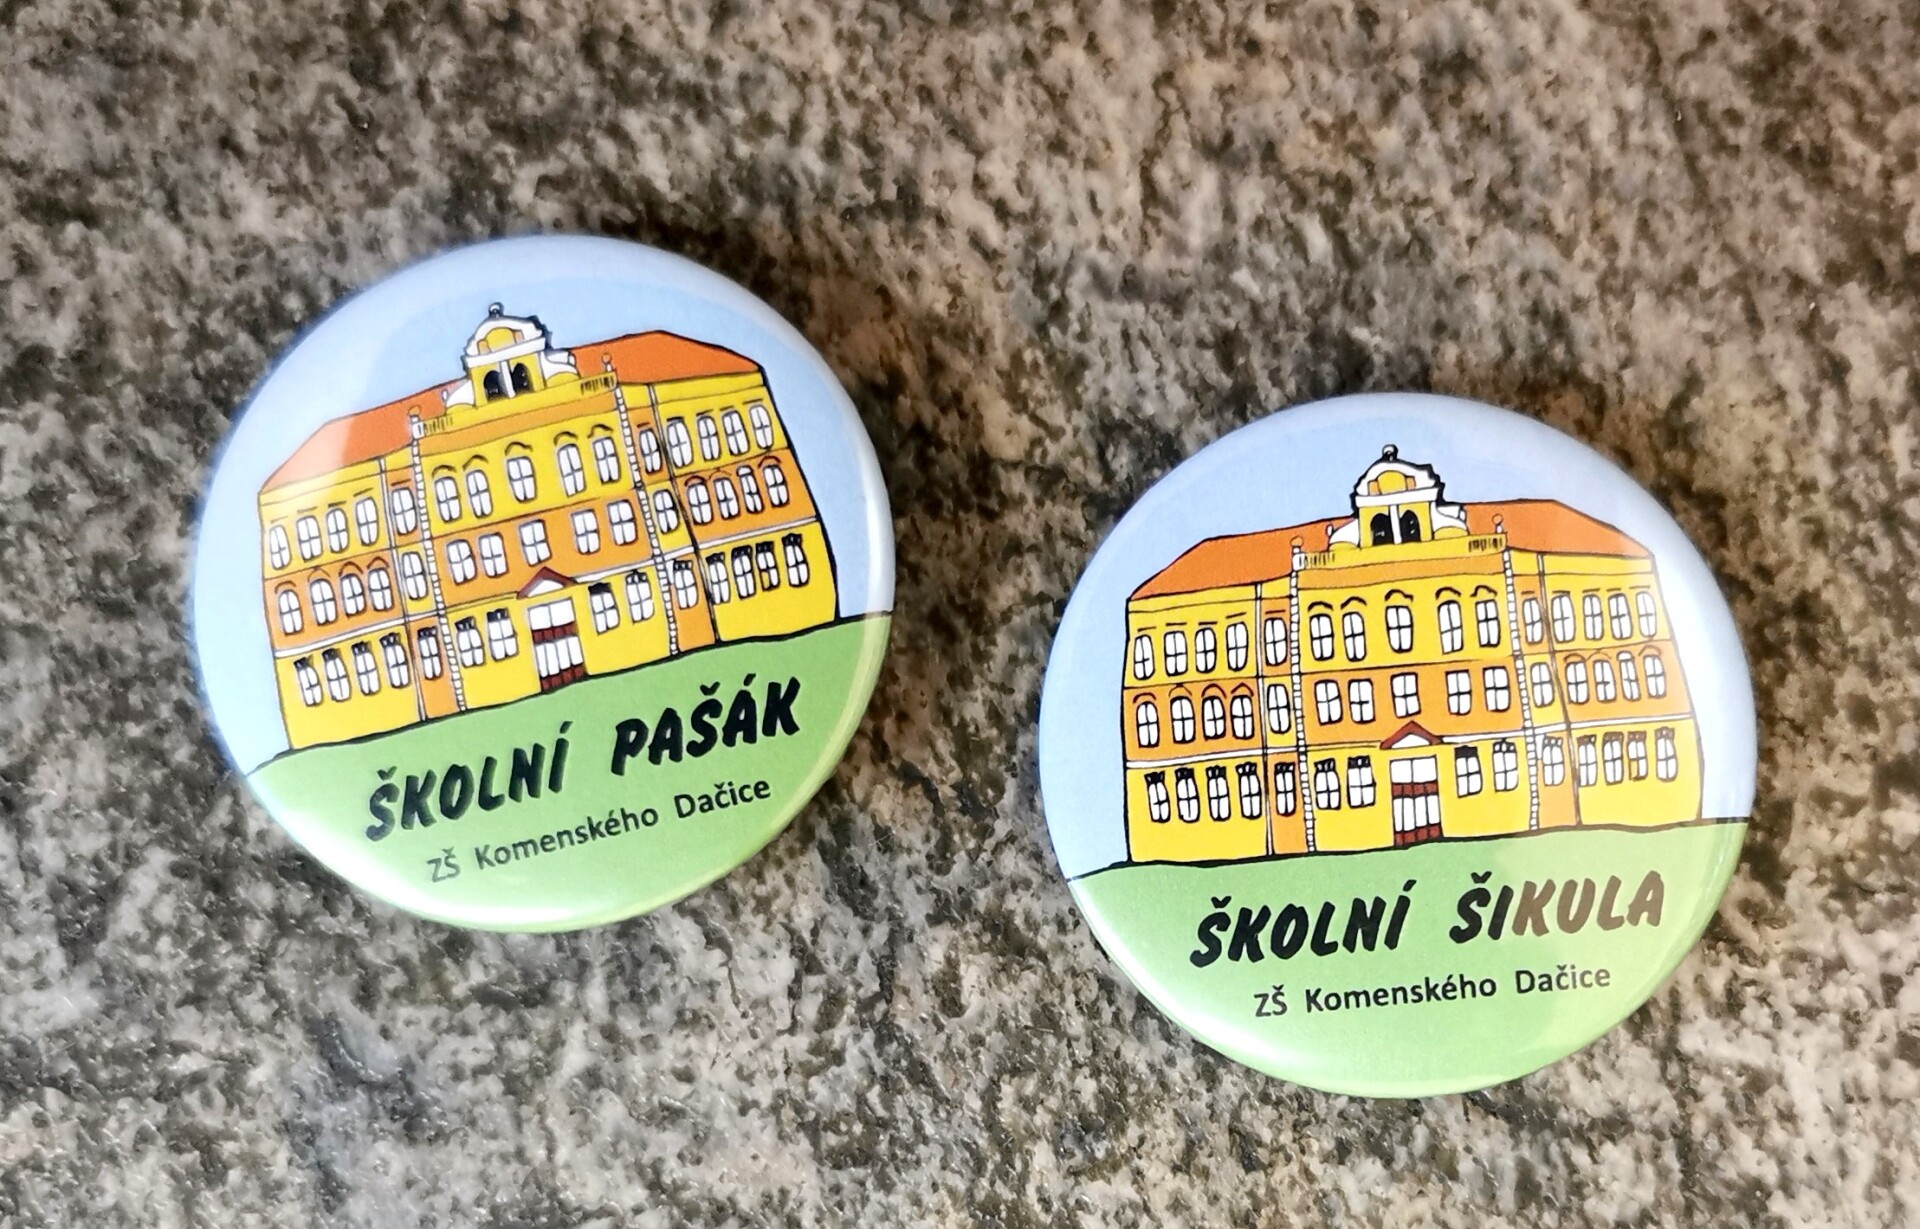 ŠKOLNÍ PAŠÁK
ZŠ Komenského Dačice
ŠKOLNÍ ŠIKULA
ZŠ Komenského Dačice